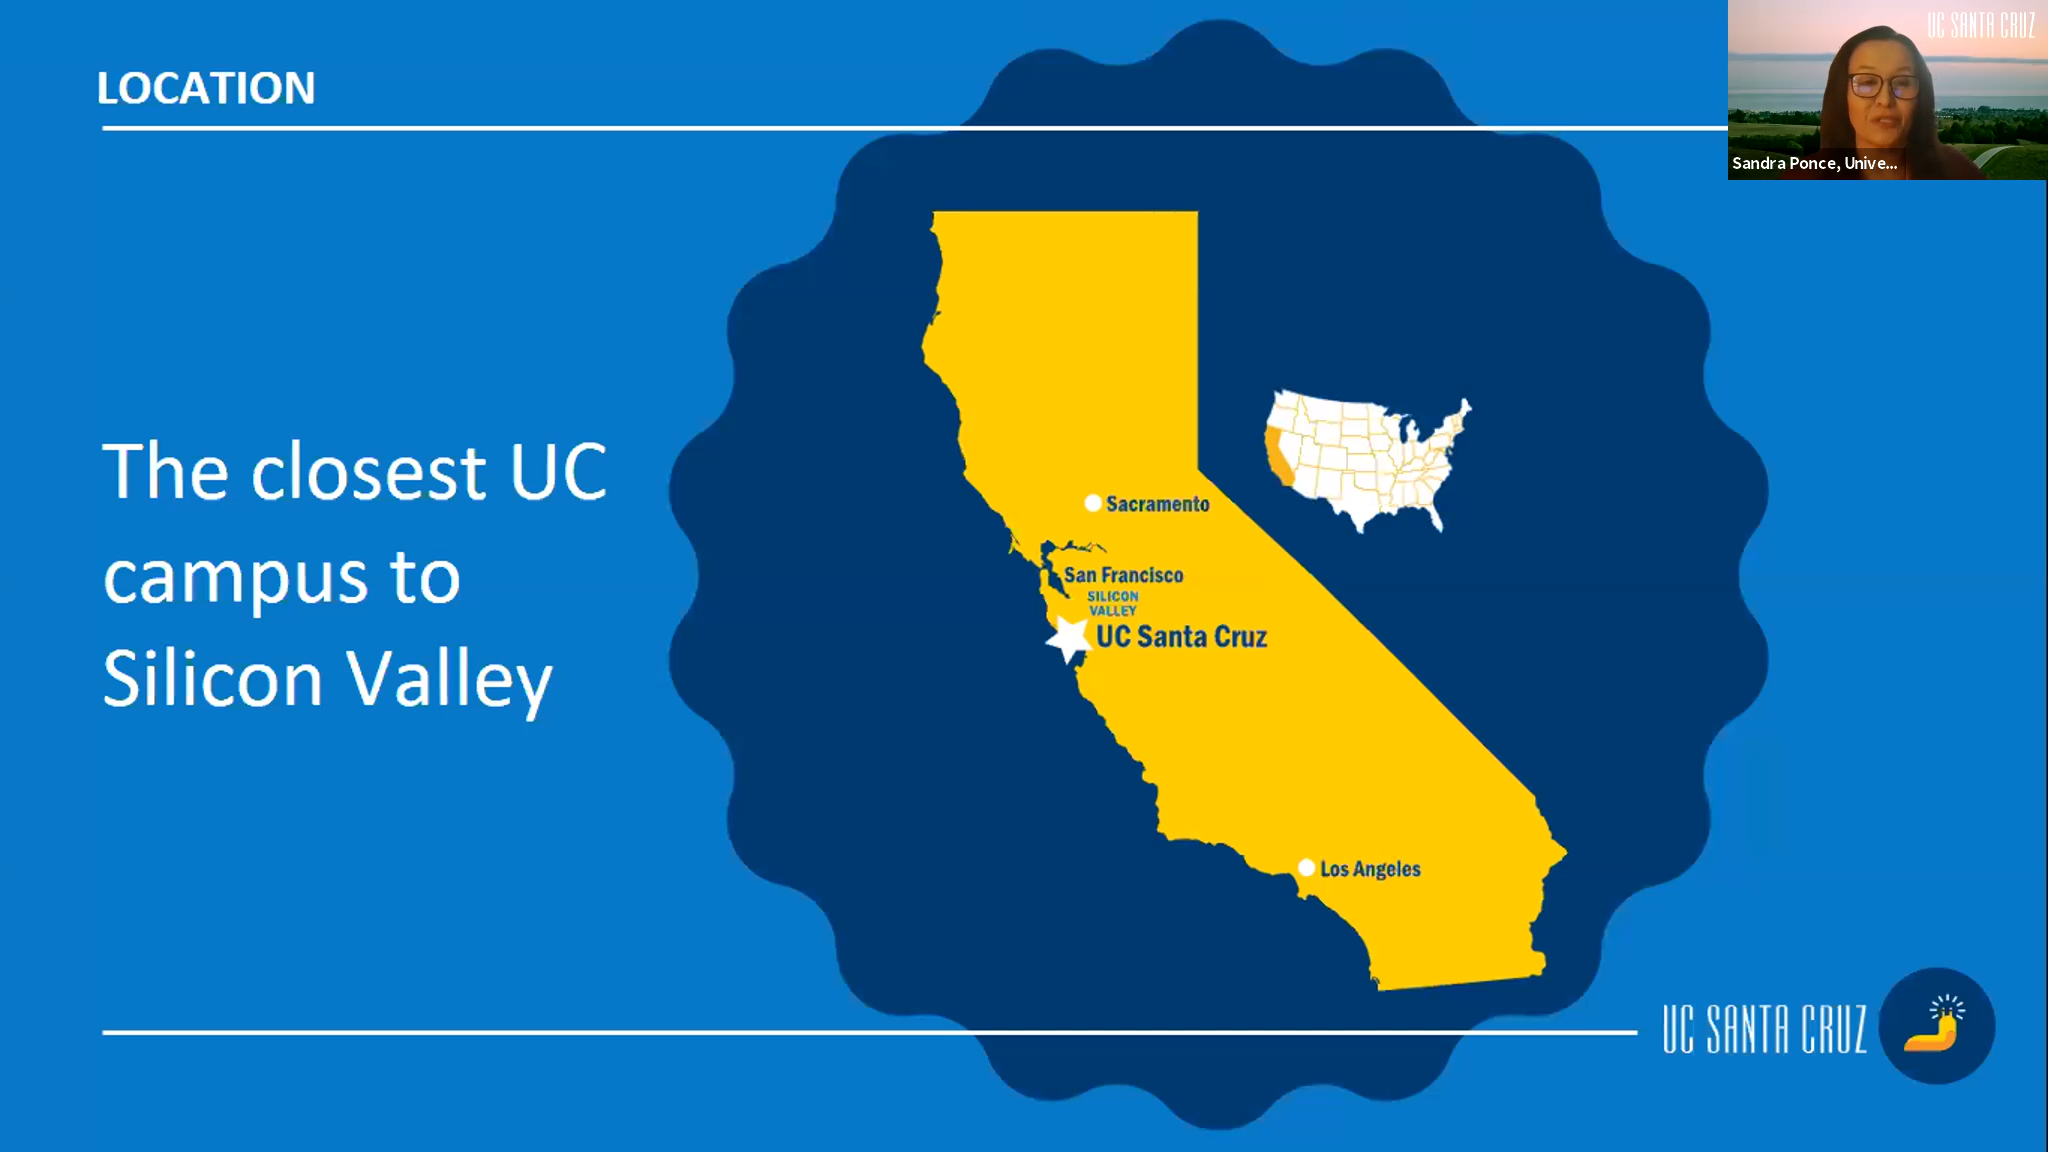 UC SANTA CRUZ
Sandra Ponce, Unive...
LOCATION
The closest UC
campus to
Silicon Valley
Sacramento
San Francisco
SILICON
VALLEY
UC Santa Cruz
Los Angeles
UC SANTA CRUZ